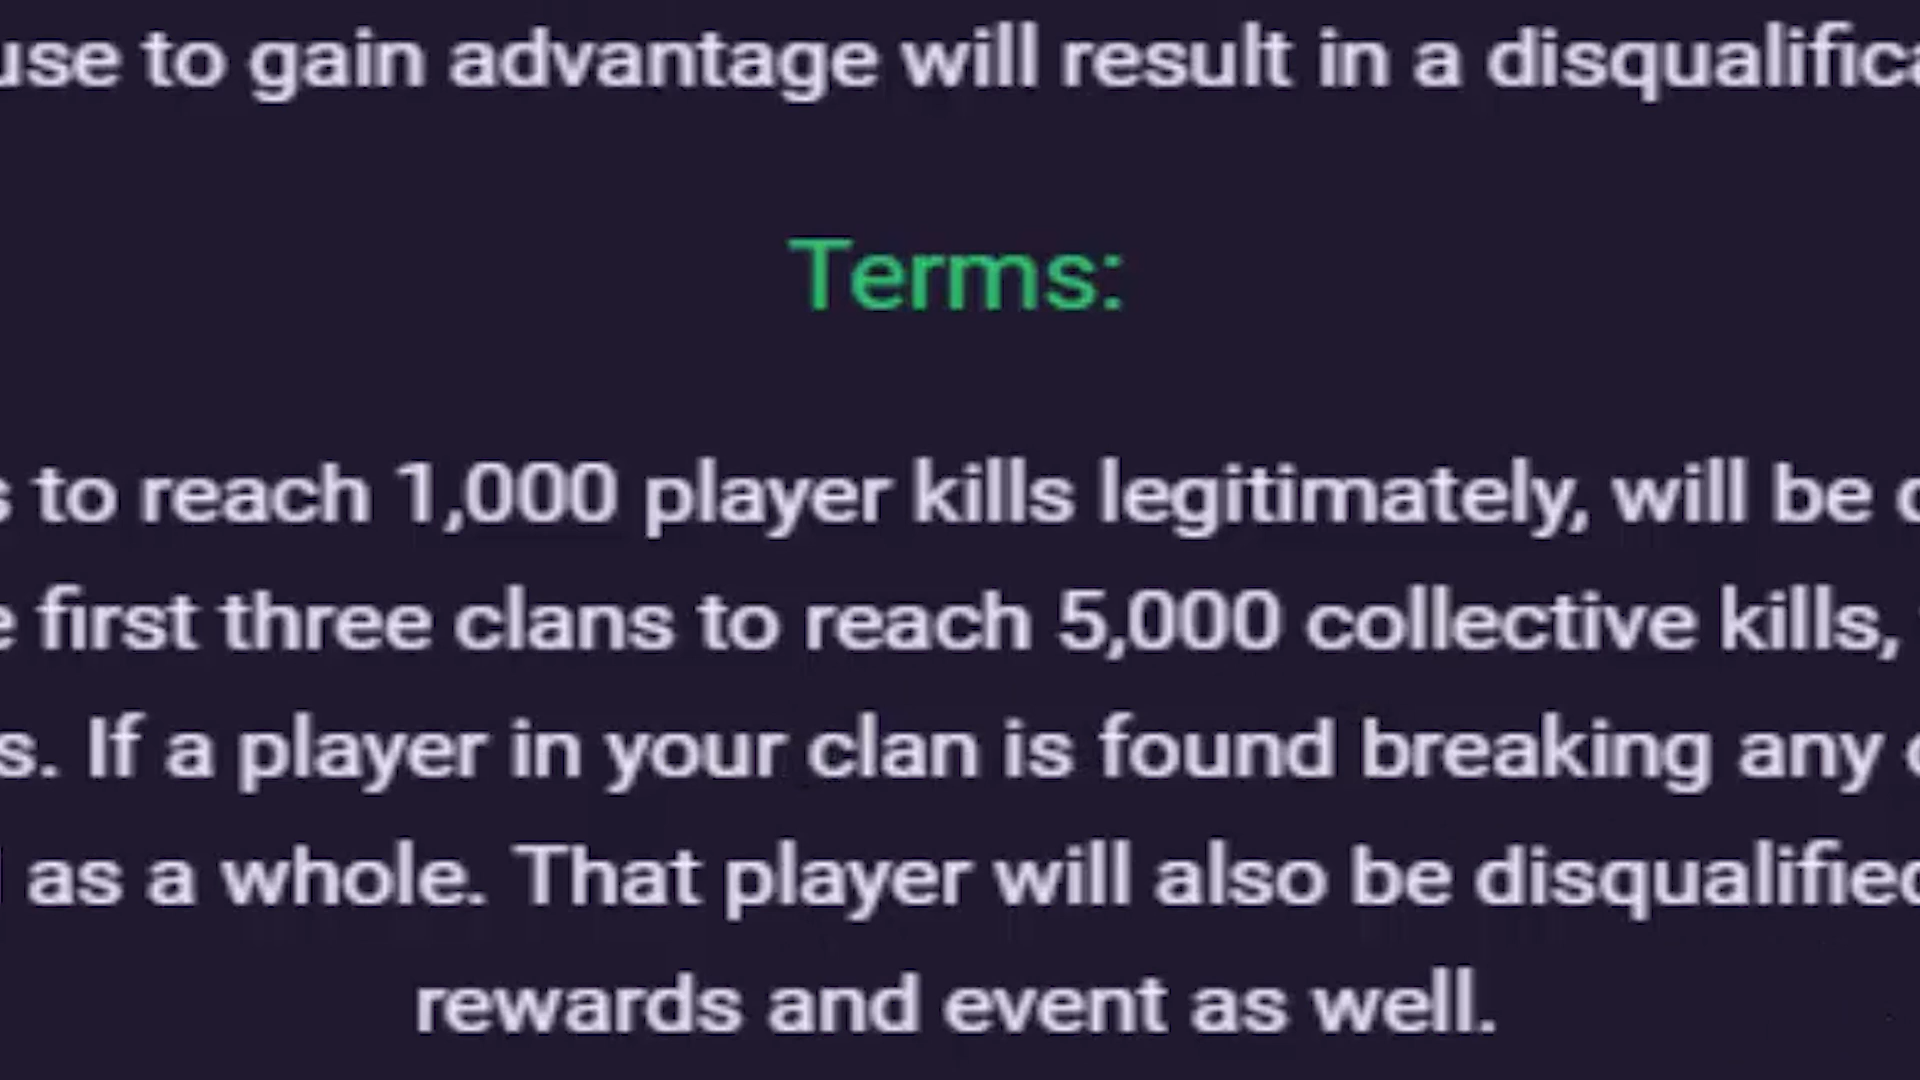 to gain advantage will result in a
Terms:
to reach 1,000 player kills legitimately, will be
first three clans to reach 5,000 collective kills,
If a player in your clan is found breaking any
as a whole. That player will also be disqualified
rewards and event as well.